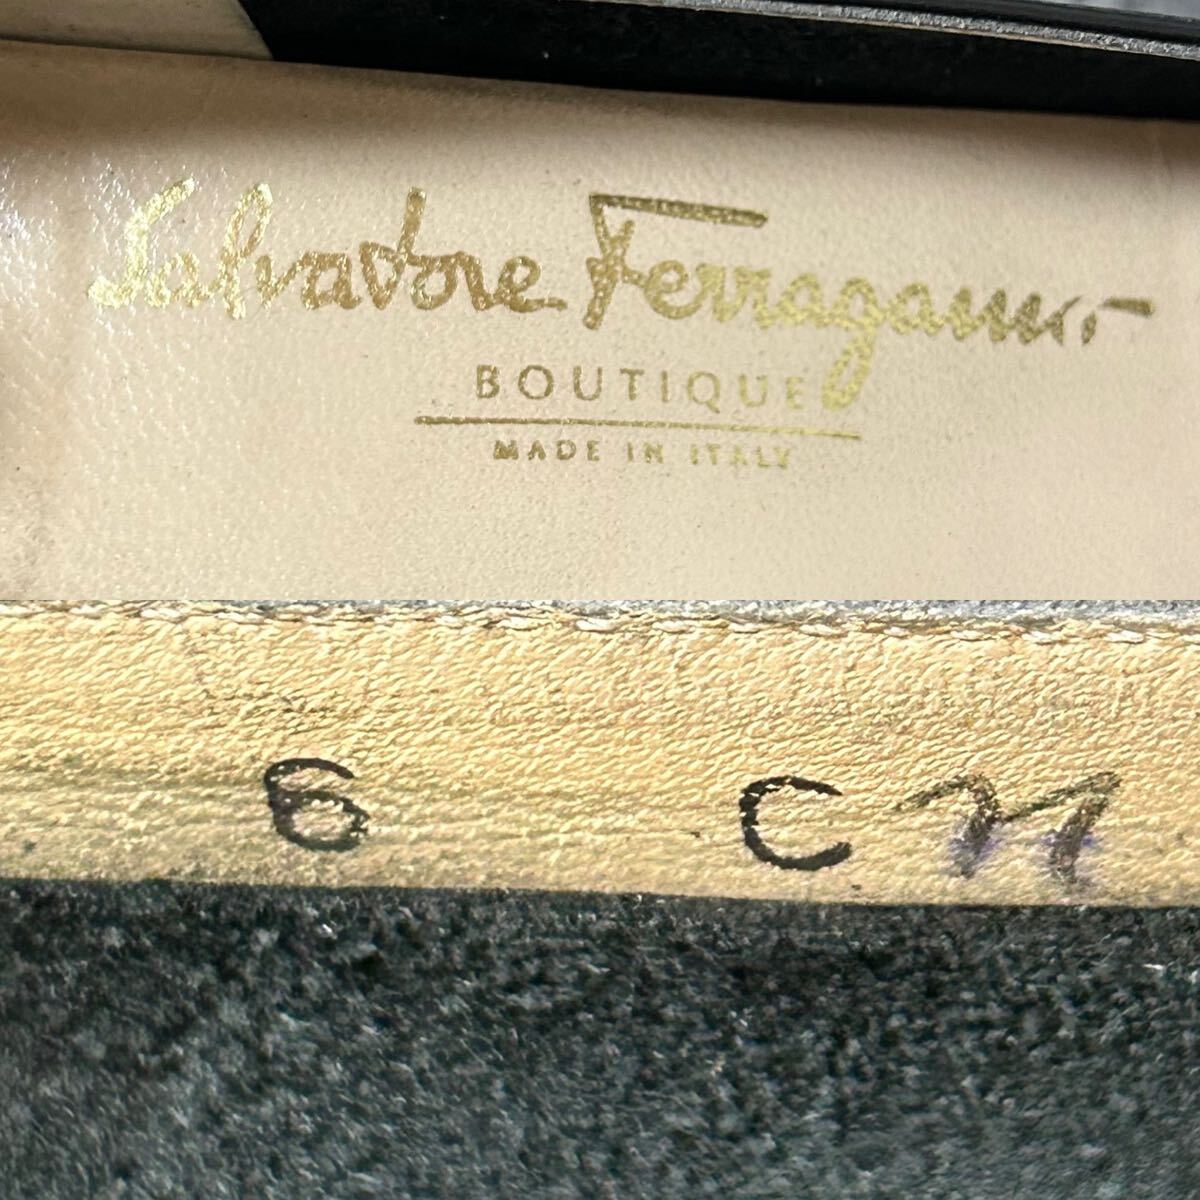 Salvatore Ferragamo
BOUTIQUE
MADE IN ITALY
6 C